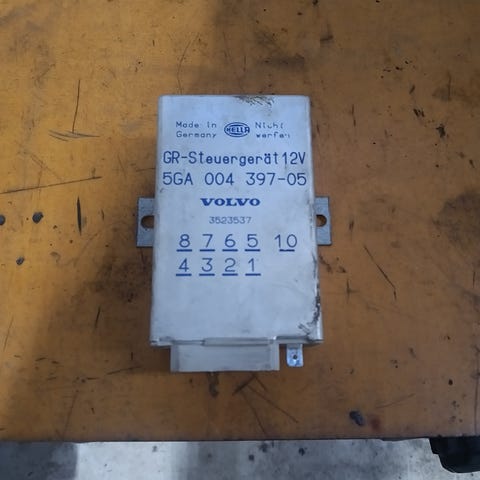 Made in HELLA Nicht
Germany werfen
GR-Steuergerät 12V
5GA 004 397-05
VOLVO
3523537
8 7 6 5 10
4 3 2 1